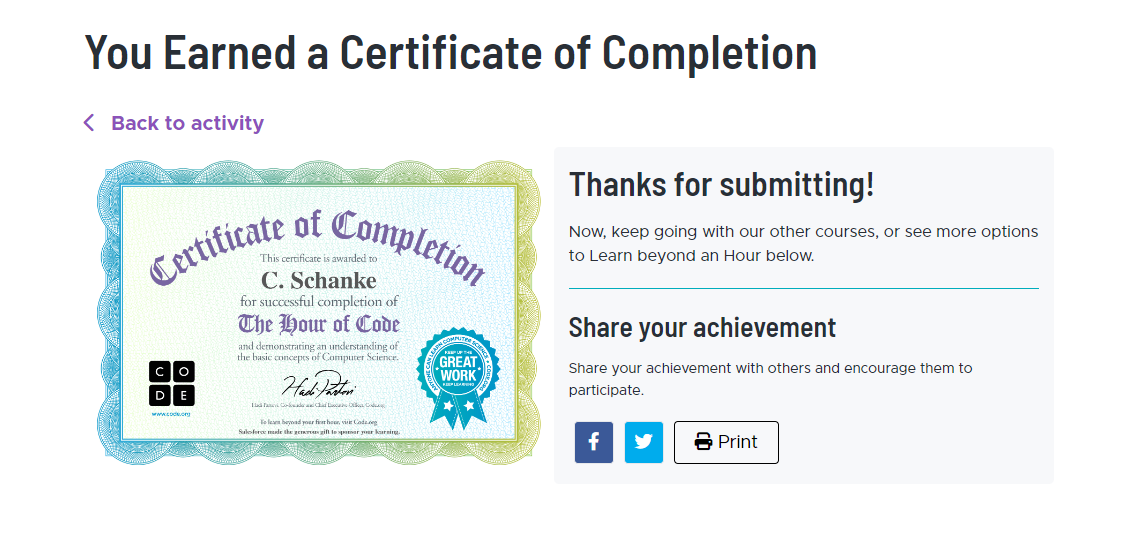 You Earned a Certificate of Completion
Back to activity
Certificate of Completion
This certificate is awarded to
C. Schanke
for successful completion of
The Hour of Code
and demonstrating an understanding of
the basic concepts of Computer Science.
Hadi Partovi, Co-founder and Chief Executive Officer, Code.org
To learn beyond your first hour, visit Code.org
Salesforce made the generous gift to sponsor your learning.
C O
D E
www.code.org
ANYONE CAN LEARN COMPUTER SCIENCE
KEEP UP THE
GREAT
WORK
KEEP LEARNING
Thanks for submitting!
Now, keep going with our other courses, or see more options
to Learn beyond an Hour below.
Share your achievement
Share your achievement with others and encourage them to
participate.
Print